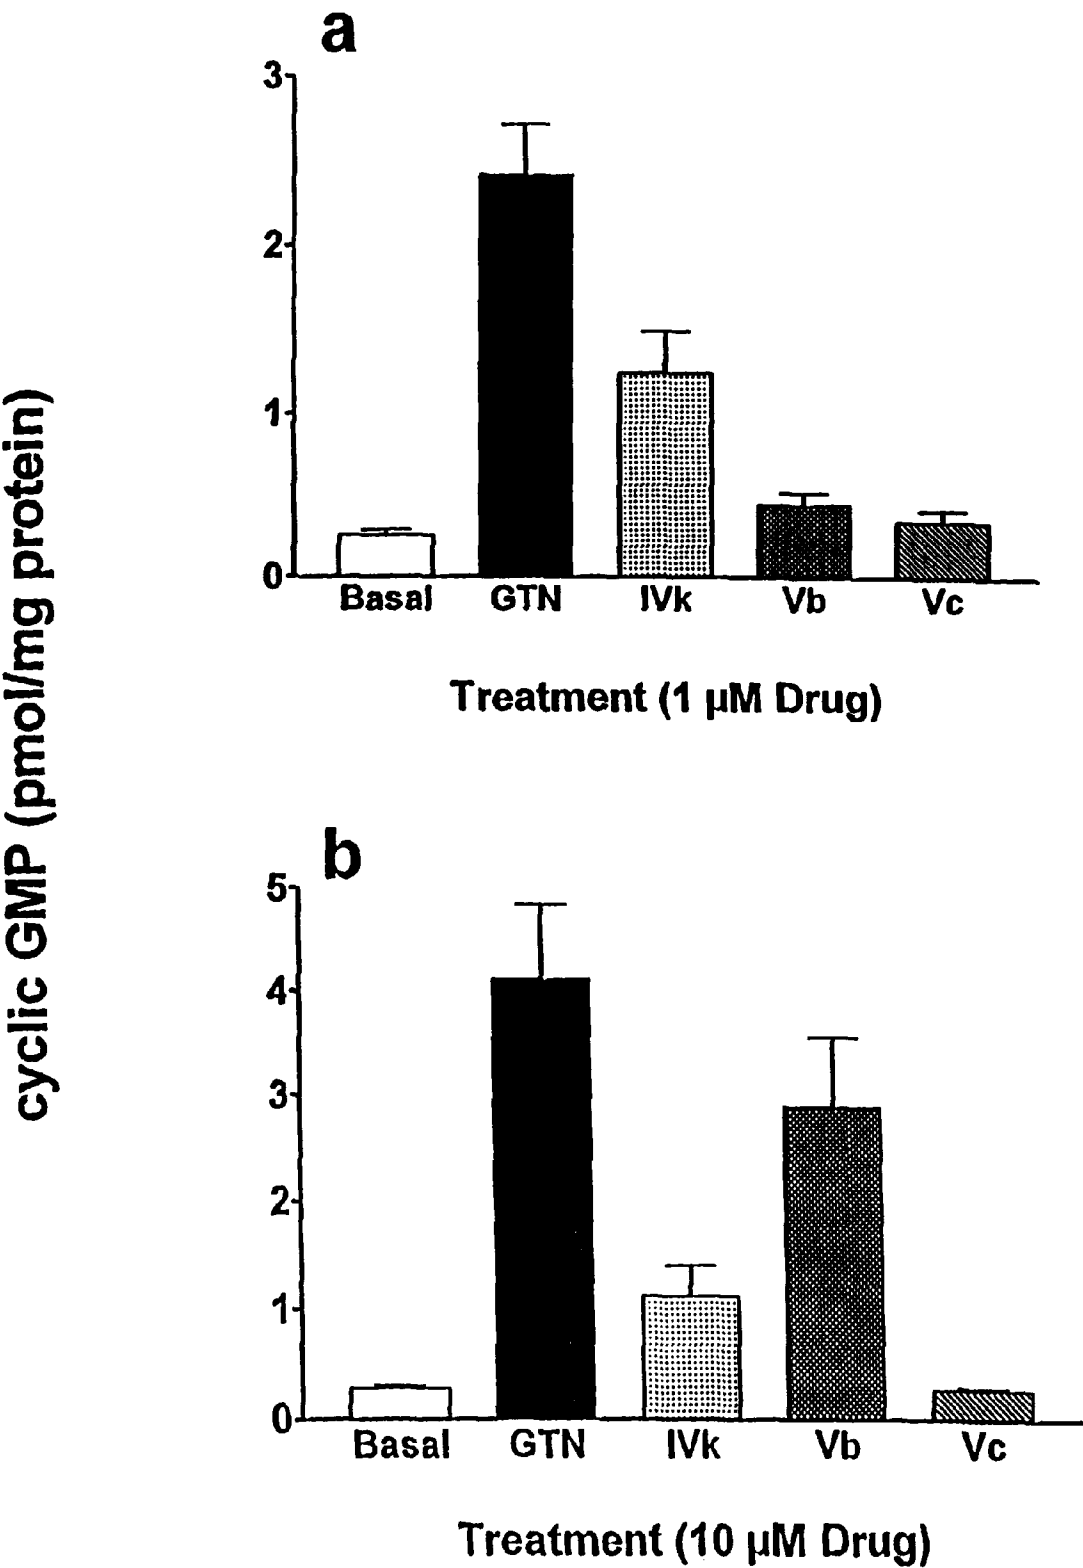 a
3
2
1
0
Basal GTN IVk Vb Vc
Treatment (1 µM Drug)
cyclic GMP (pmol/mg protein)
b
5
4
3
2
1
0
Basal GTN IVk Vb Vc
Treatment (10 µM Drug)